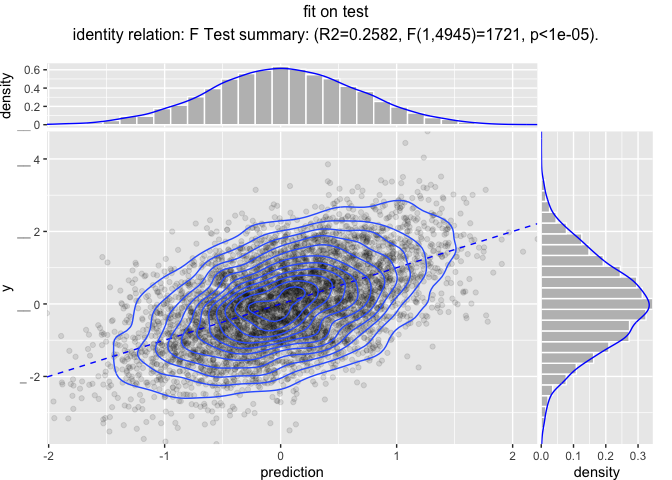 fit on test
identity relation: F Test summary: (R2=0.2582, F(1,4945)=1721, p<1e-05).
density
0.6
0.4
0.2
0
y
4
2
0
-2
-2 -1 0 1 2
prediction
0.0 0.1 0.2 0.3
density